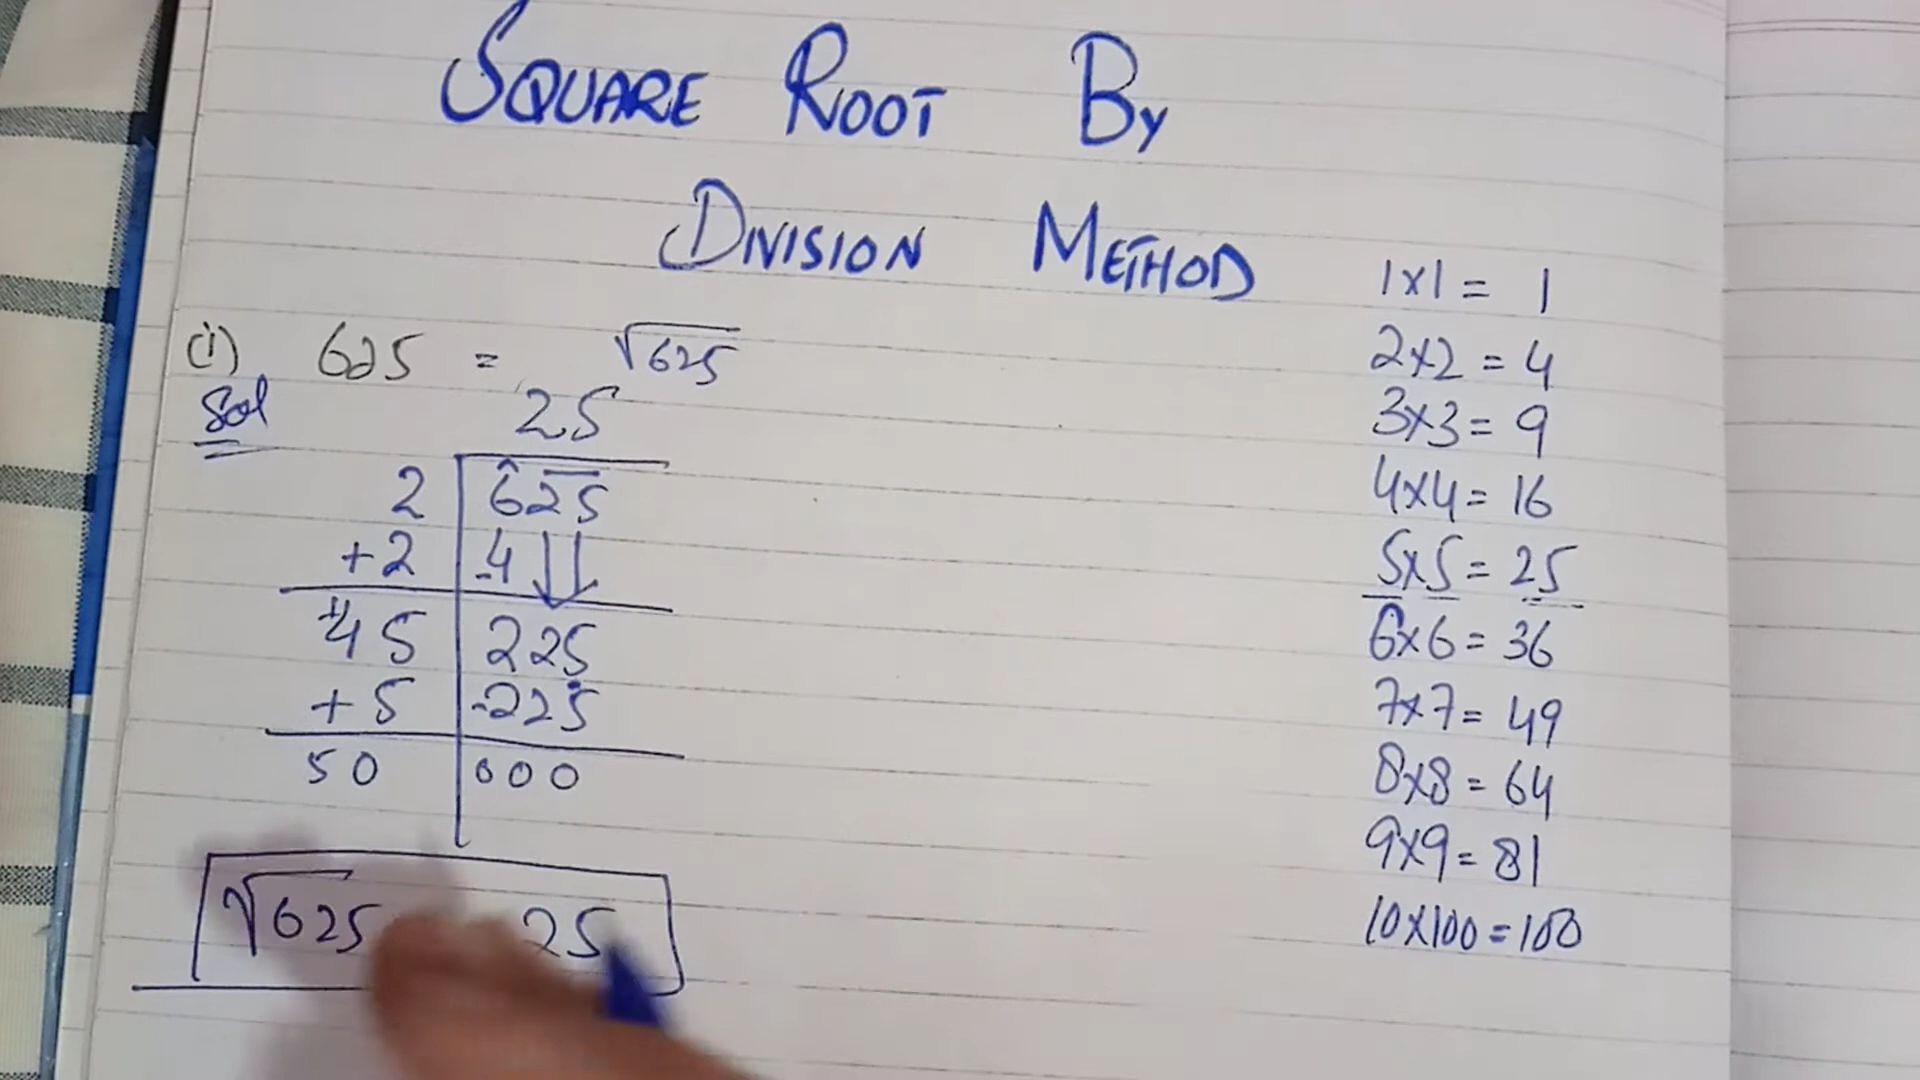 SQUARE ROOT BY
DIVISION METHOD
(i) 625 = √625
Sol
25
2 625
+2 -4
45 225
+5 -225
50 000
√625 25
1x1 = 1
2x2 = 4
3x3 = 9
4x4 = 16
5x5 = 25
6x6 = 36
7x7 = 49
8x8 = 64
9x9 = 81
10x100 = 100